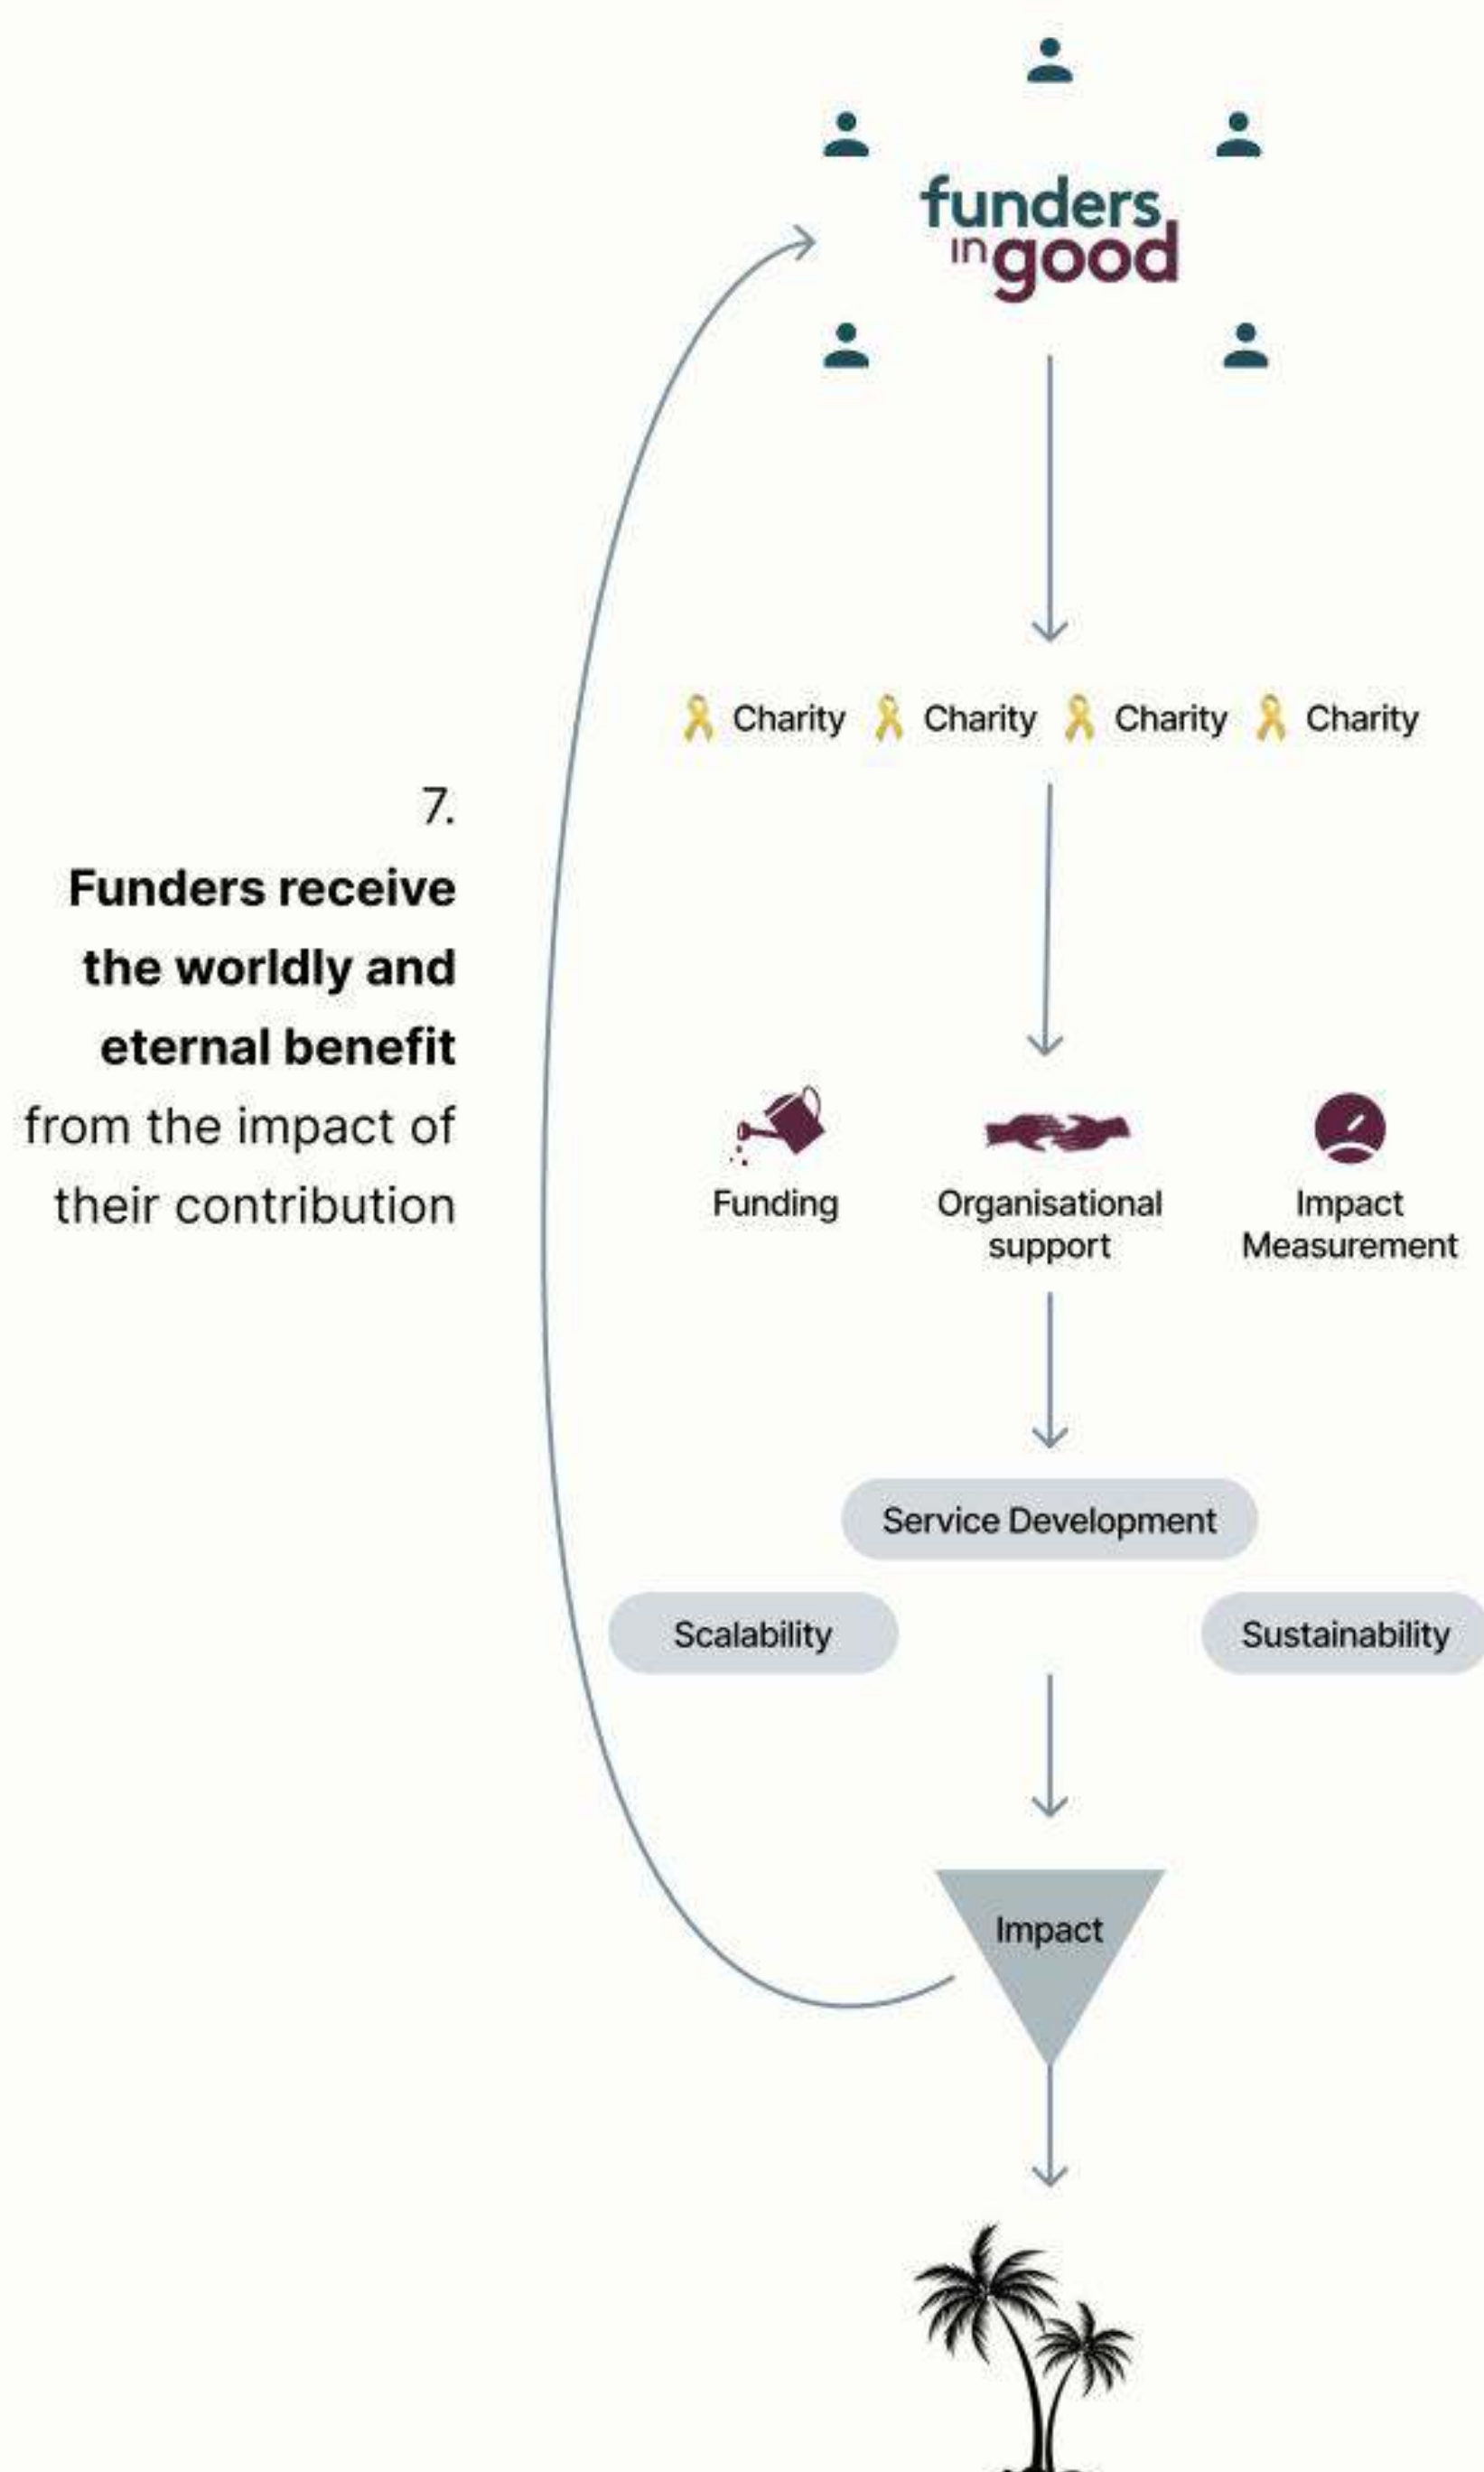 funders
in good
Charity Charity Charity Charity
7.
Funders receive
the worldly and
eternal benefit
from the impact of
their contribution
Funding
Organisational
support
Impact
Measurement
Service Development
Scalability
Sustainability
Impact